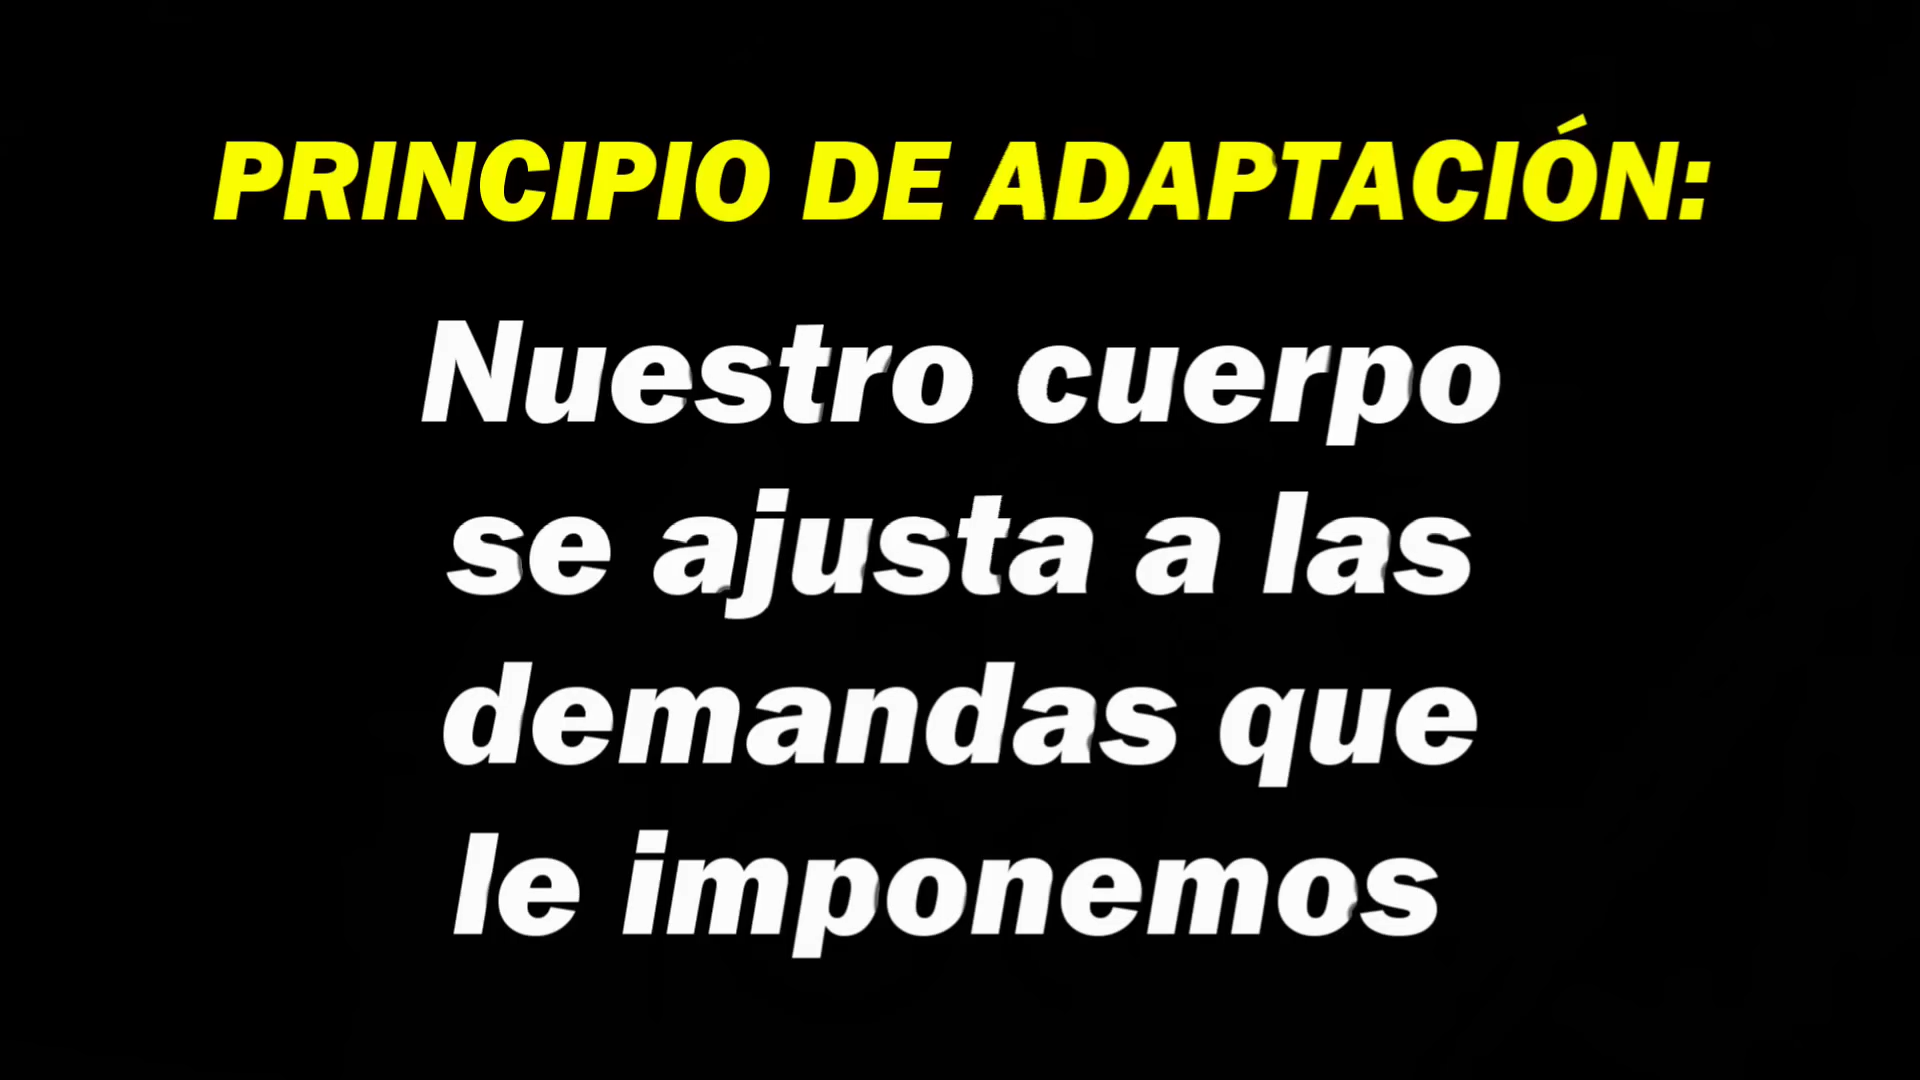 PRINCIPIO DE ADAPTACIÓN:
Nuestro cuerpo
se ajusta a las
demandas que
le imponemos